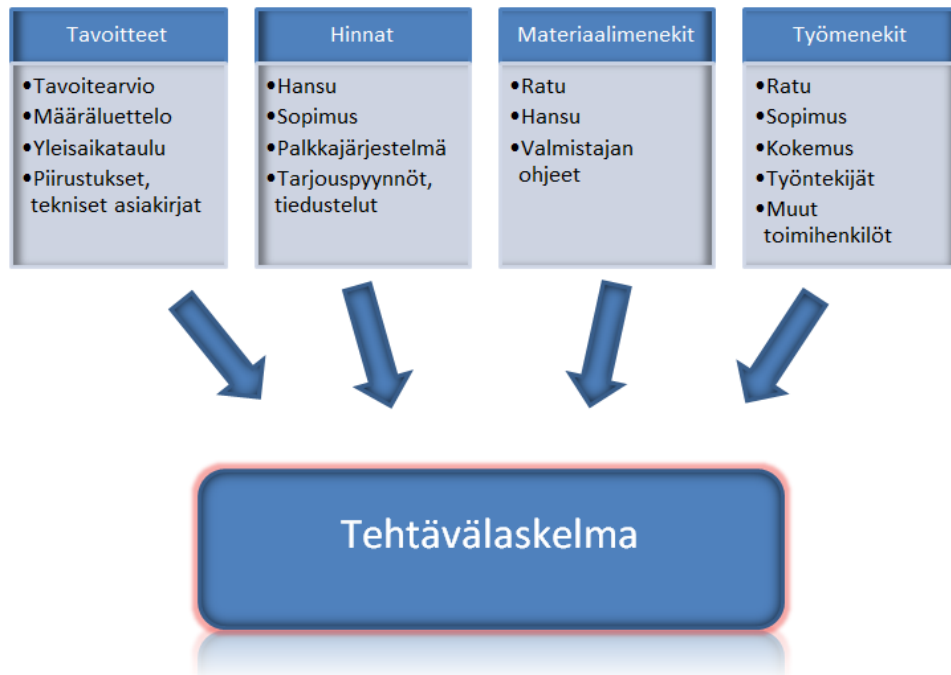 Tavoitteet
•Tavoitearvio
•Määräluettelo
•Yleisaikataulu
•Piirustukset,
tekniset asiakirjat
Hinnat
•Hansu
•Sopimus
•Palkkajärjestelmä
•Tarjouspyynnöt,
tiedustelut
Materiaalimenekit
•Ratu
•Hansu
•Valmistajan
ohjeet
Työmenekit
•Ratu
•Sopimus
•Kokemus
•Työntekijät
•Muut
toimihenkilöt
Tehtävälaskelma